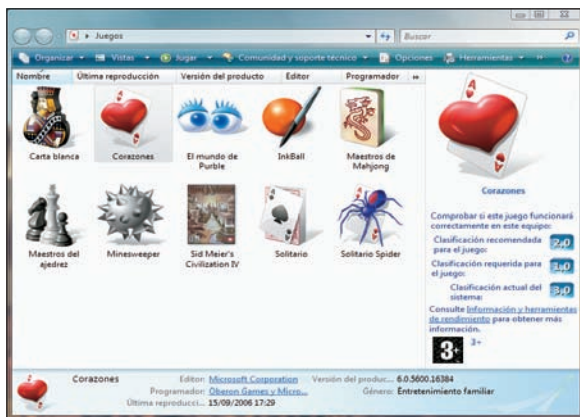 Juegos
Buscar
Organizar Vistas Jugar Comunidad y soporte técnico Opciones Herramientas
Nombre Última reproducción Versión del producto Editor Programador
Carta blanca
Corazones
El mundo de
Purble
InkBall
Maestros de
Mahjong
Maestros del
ajedrez
Minesweeper
Sid Meier's
Civilization IV
Solitario
Solitario Spider
Corazones
Comprobar si este juego funcionará
correctamente en este equipo:
Clasificación recomendada
para el juego: 2,0
Clasificación requerida para
el juego: 1,0
Clasificación actual del
sistema: 3,0
Consulte Información y herramientas
de rendimiento para obtener más
información.
3+ 3+
Corazones
Editor: Microsoft Corporation Versión del produc... 6.0.5600.16384
Programador: Oberon Games y Micro... Género: Entretenimiento familiar
Última reproducci... 15/09/2006 17:29